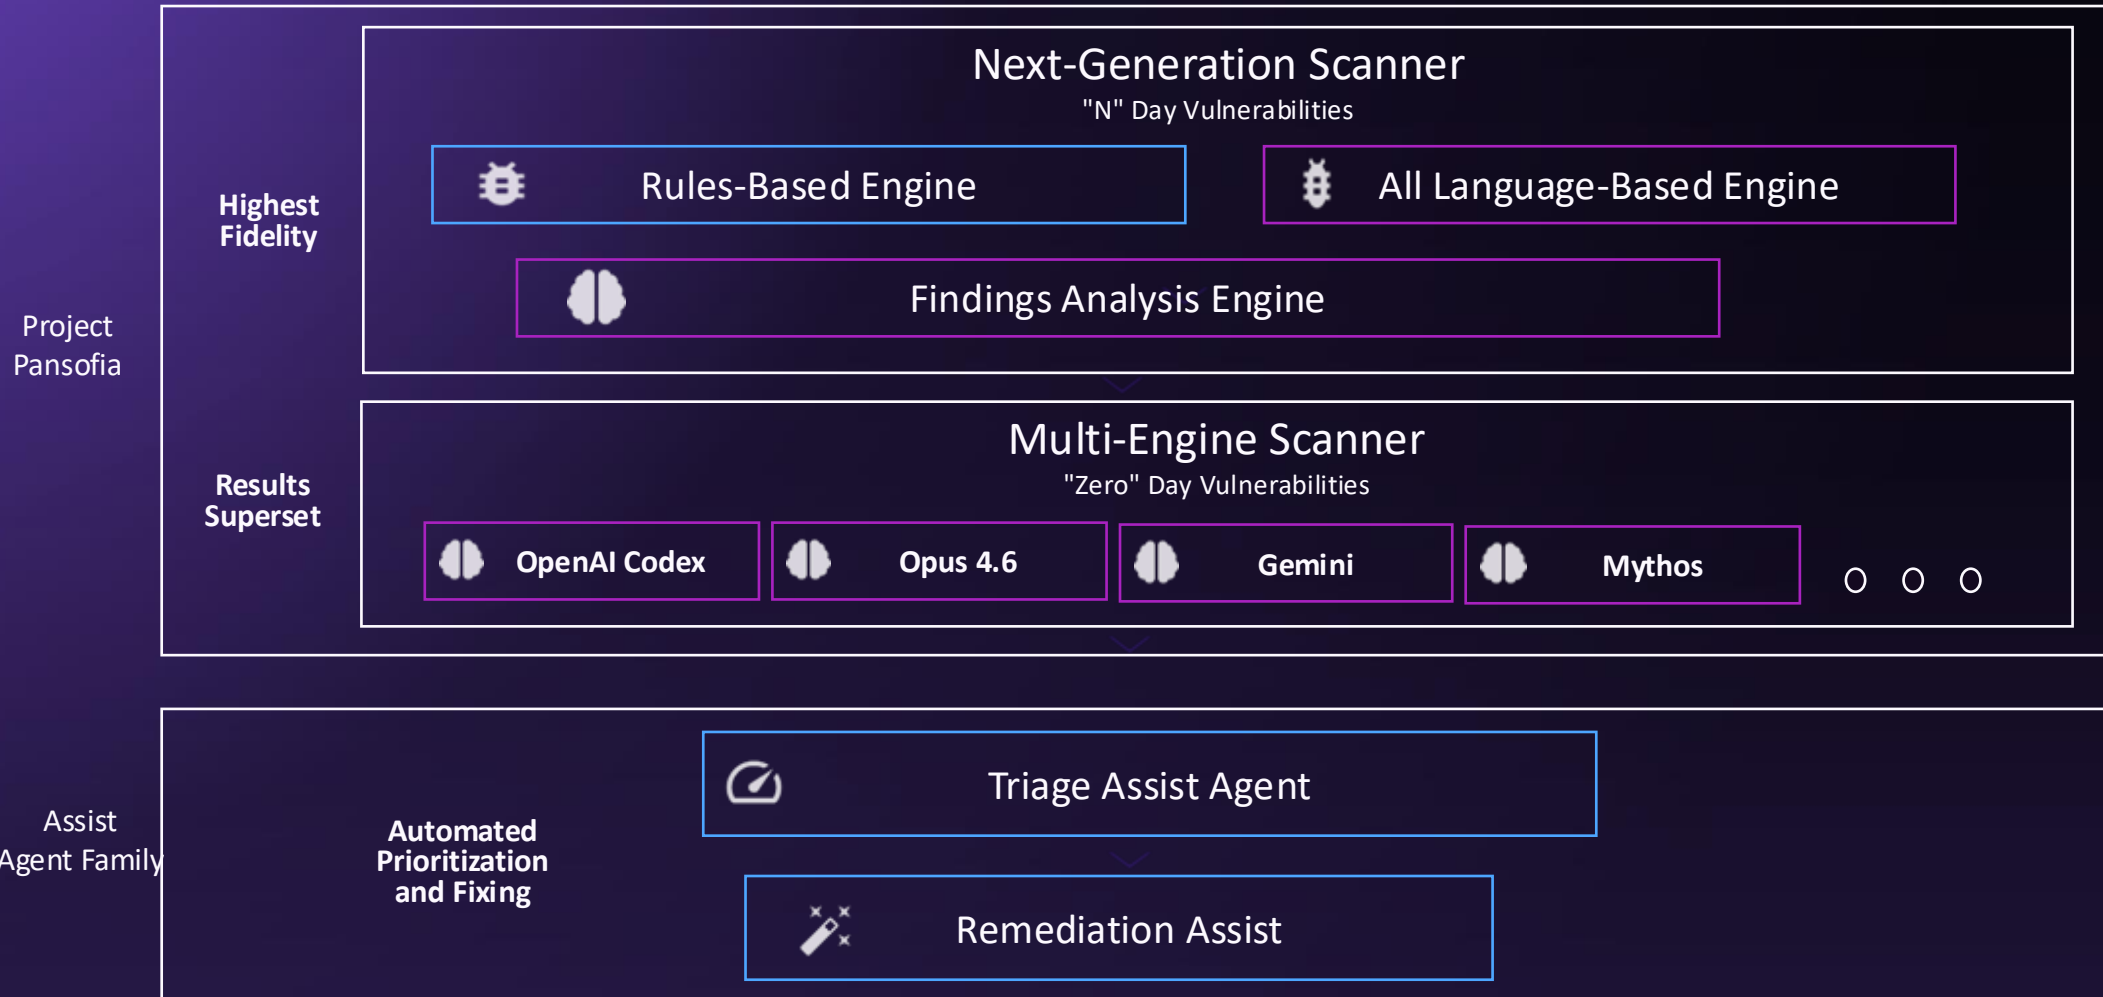 Next-Generation Scanner
"N" Day Vulnerabilities
Rules-Based Engine
All Language-Based Engine
Highest
Fidelity
Findings Analysis Engine
Project
Pansofia
Multi-Engine Scanner
"Zero" Day Vulnerabilities
Results
Superset
OpenAI Codex
Opus 4.6
Gemini
Mythos
Triage Assist Agent
Assist
Agent Family
Automated
Prioritization
and Fixing
Remediation Assist